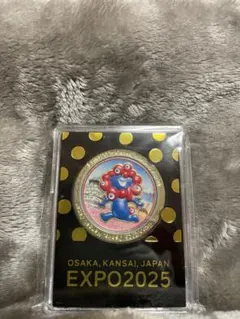 OSAKA, KANSAI, JAPAN
EXPO2025